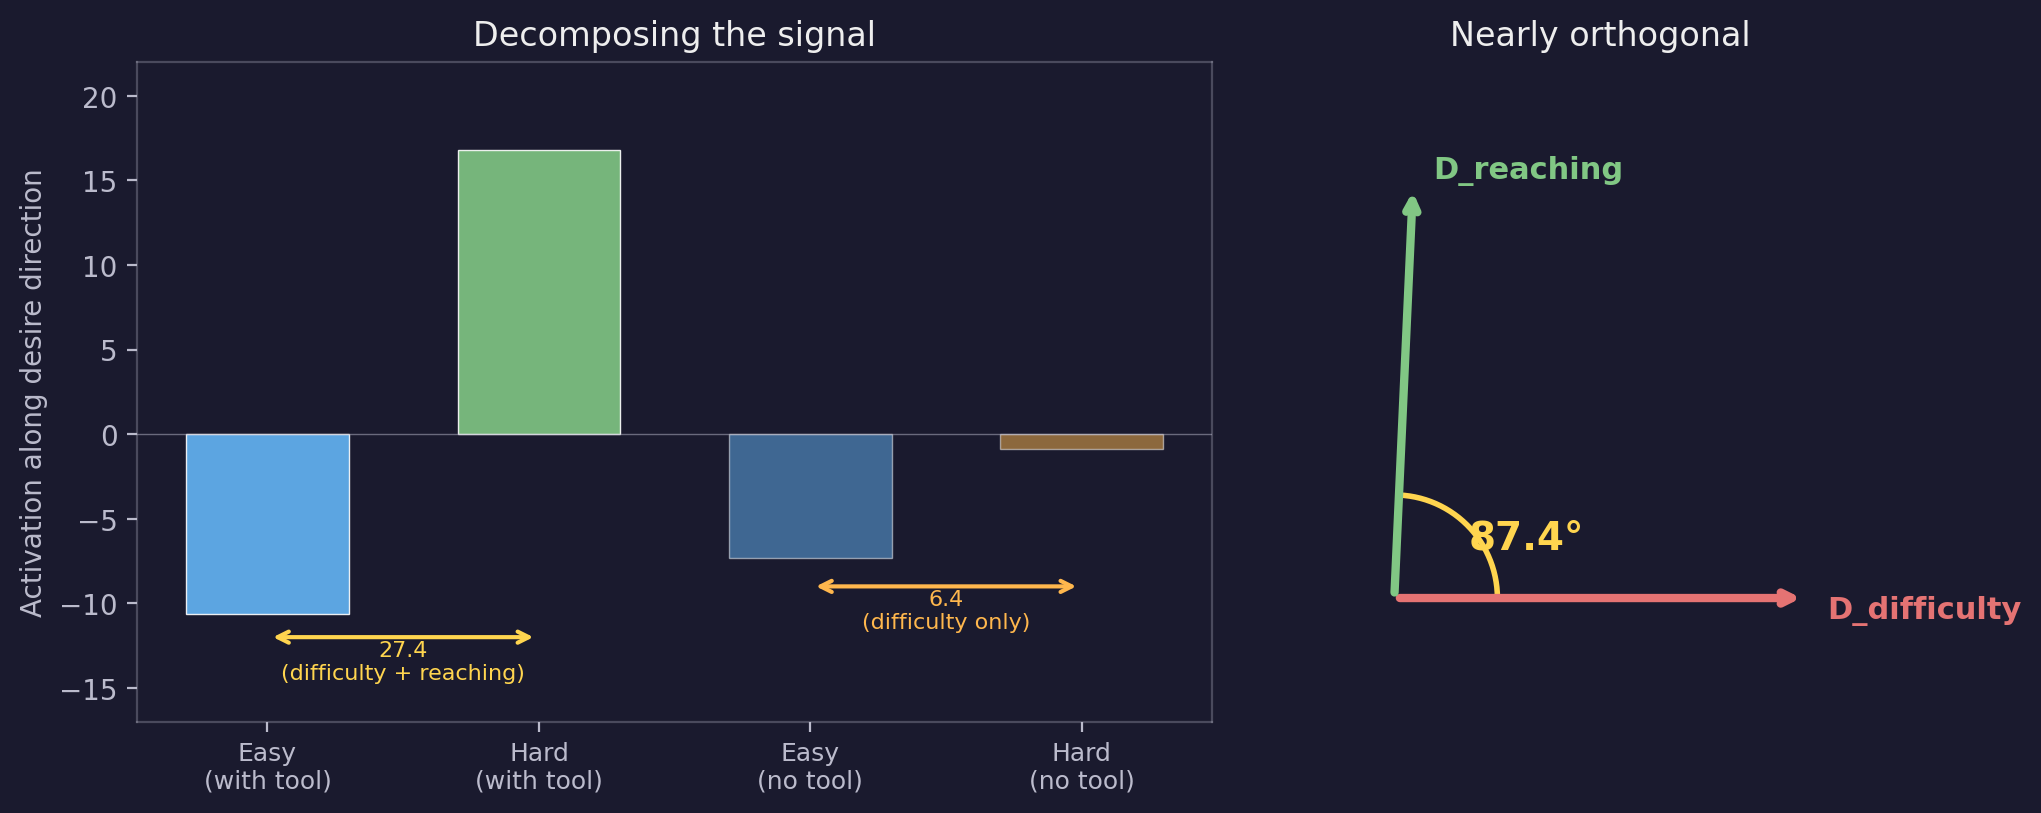 Decomposing the signal
Activation along desire direction
20
15
10
5
0
−5
−10
−15
27.4
(difficulty + reaching)
6.4
(difficulty only)
Easy
(with tool)
Hard
(with tool)
Easy
(no tool)
Hard
(no tool)
Nearly orthogonal
D_reaching
87.4°
D_difficulty